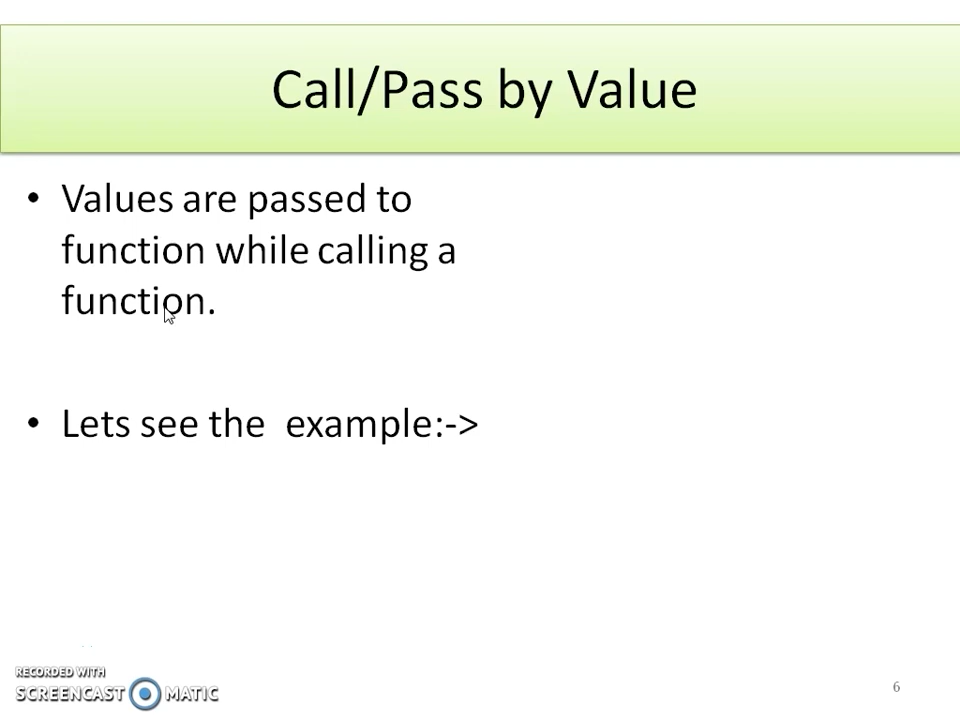 Call/Pass by Value
• Values are passed to
function while calling a
function.
• Lets see the  example:->
RECORDED WITH
SCREENCAST MATIC
6